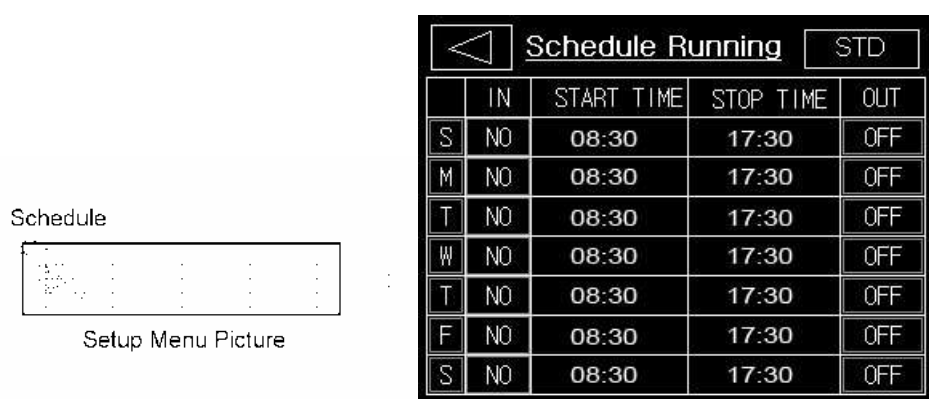 Schedule
Setup Menu Picture
Schedule Running STD
IN START TIME STOP TIME OUT
S NO 08:30 17:30 OFF
M NO 08:30 17:30 OFF
T NO 08:30 17:30 OFF
W NO 08:30 17:30 OFF
T NO 08:30 17:30 OFF
F NO 08:30 17:30 OFF
S NO 08:30 17:30 OFF